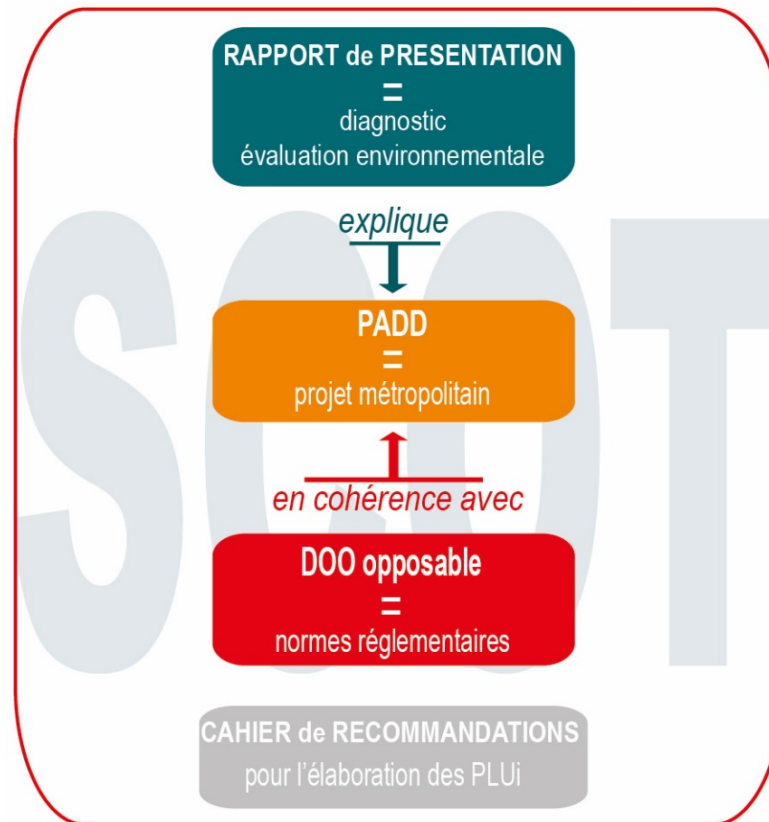 RAPPORT de PRESENTATION
=
diagnostic
évaluation environnementale
explique
PADD
=
projet métropolitain
en cohérence avec
DOO opposable
=
normes réglementaires
CAHIER de RECOMMANDATIONS
pour l'élaboration des PLUi
SCOT